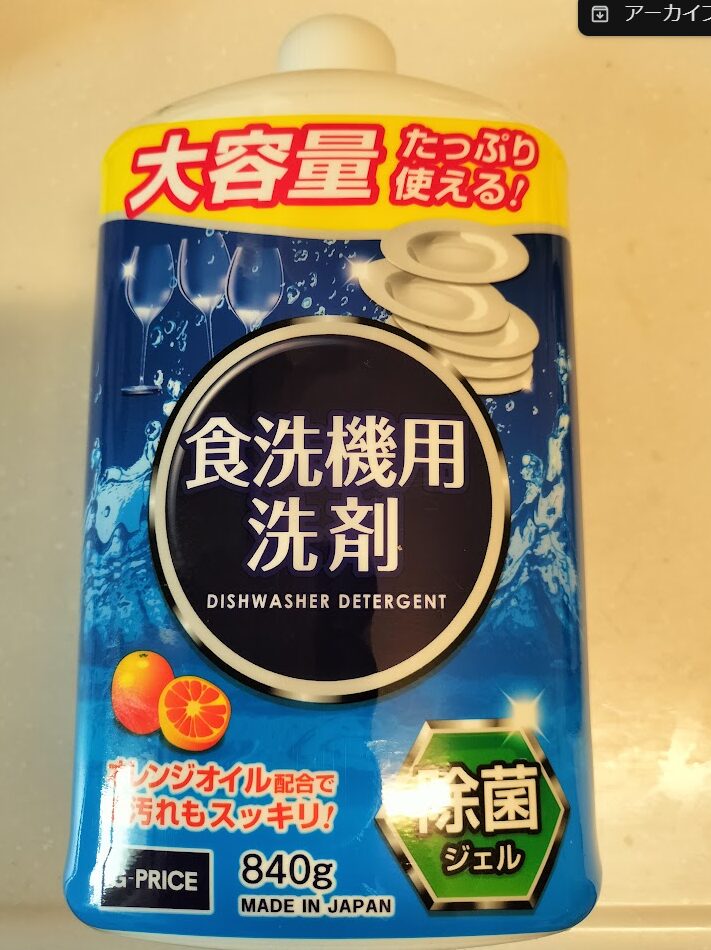 アーカイブ
大容量
たっぷり
使える!
食洗機用
洗剤
DISHWASHER DETERGENT
オレンジオイル配合で
汚れもスッキリ!
除菌
ジェル
G-PRICE
840g
MADE IN JAPAN